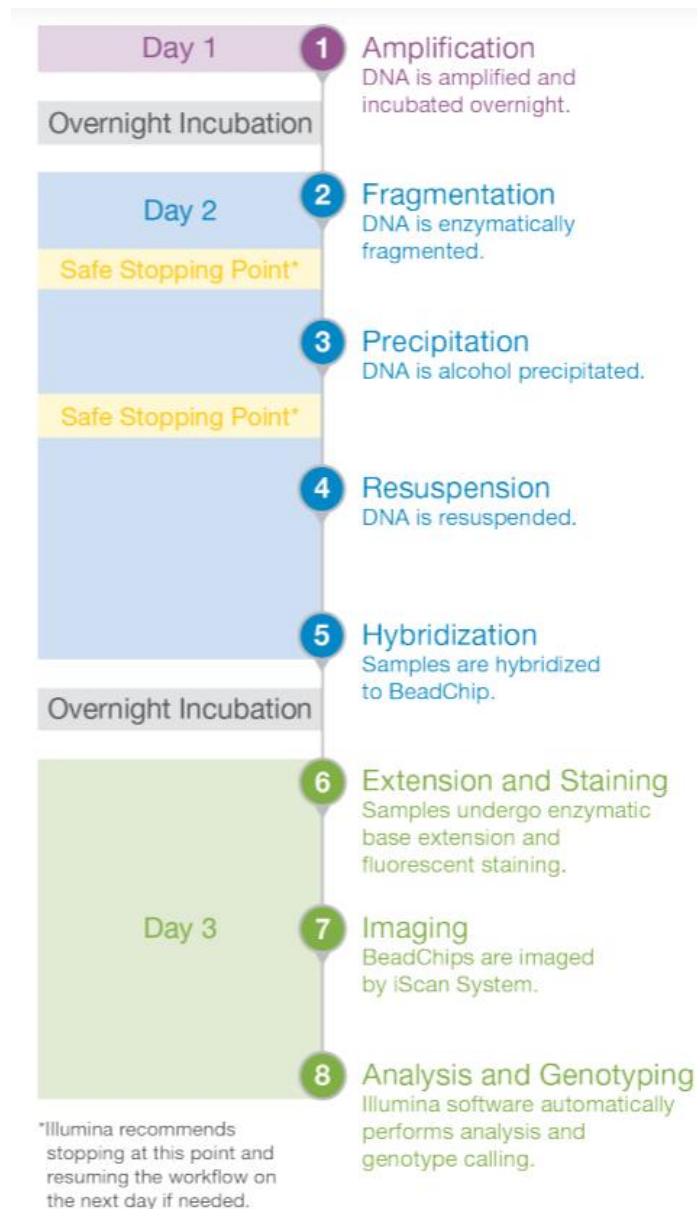 Day 1
1
Amplification
DNA is amplified and
incubated overnight.
Overnight Incubation
Day 2
2
Fragmentation
DNA is enzymatically
fragmented.
Safe Stopping Point*
3
Precipitation
DNA is alcohol precipitated.
Safe Stopping Point*
4
Resuspension
DNA is resuspended.
5
Hybridization
Samples are hybridized
to BeadChip.
Overnight Incubation
6
Extension and Staining
Samples undergo enzymatic
base extension and
fluorescent staining.
Day 3
7
Imaging
BeadChips are imaged
by iScan System.
8
Analysis and Genotyping
Illumina software automatically
performs analysis and
genotype calling.
*Illumina recommends
stopping at this point and
resuming the workflow on
the next day if needed.